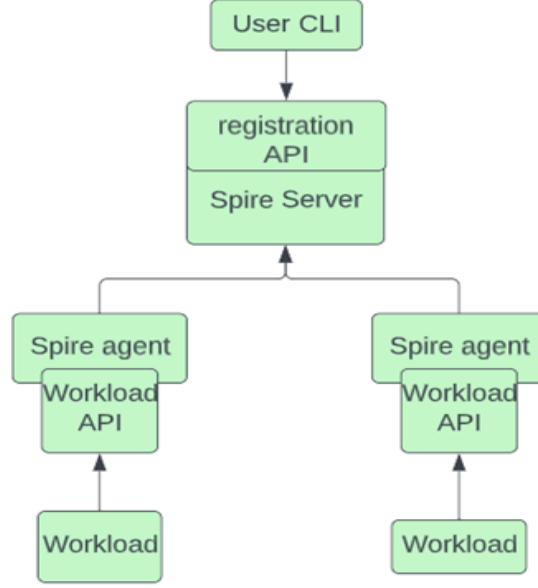 User CLI
registration
API
Spire Server
Spire agent
Spire agent
Workload
API
Workload
API
Workload
Workload